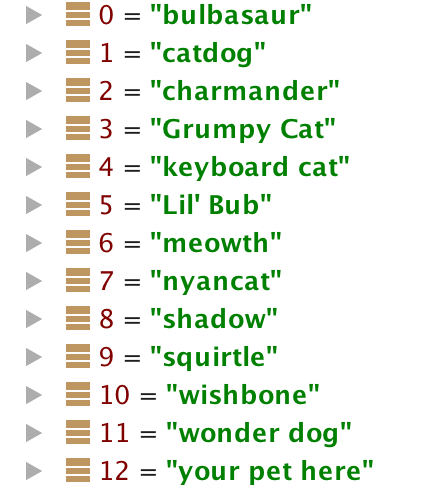 0 = "bulbasaur"
1 = "catdog"
2 = "charmander"
3 = "Grumpy Cat"
4 = "keyboard cat"
5 = "Lil' Bub"
6 = "meowth"
7 = "nyancat"
8 = "shadow"
9 = "squirtle"
10 = "wishbone"
11 = "wonder dog"
12 = "your pet here"